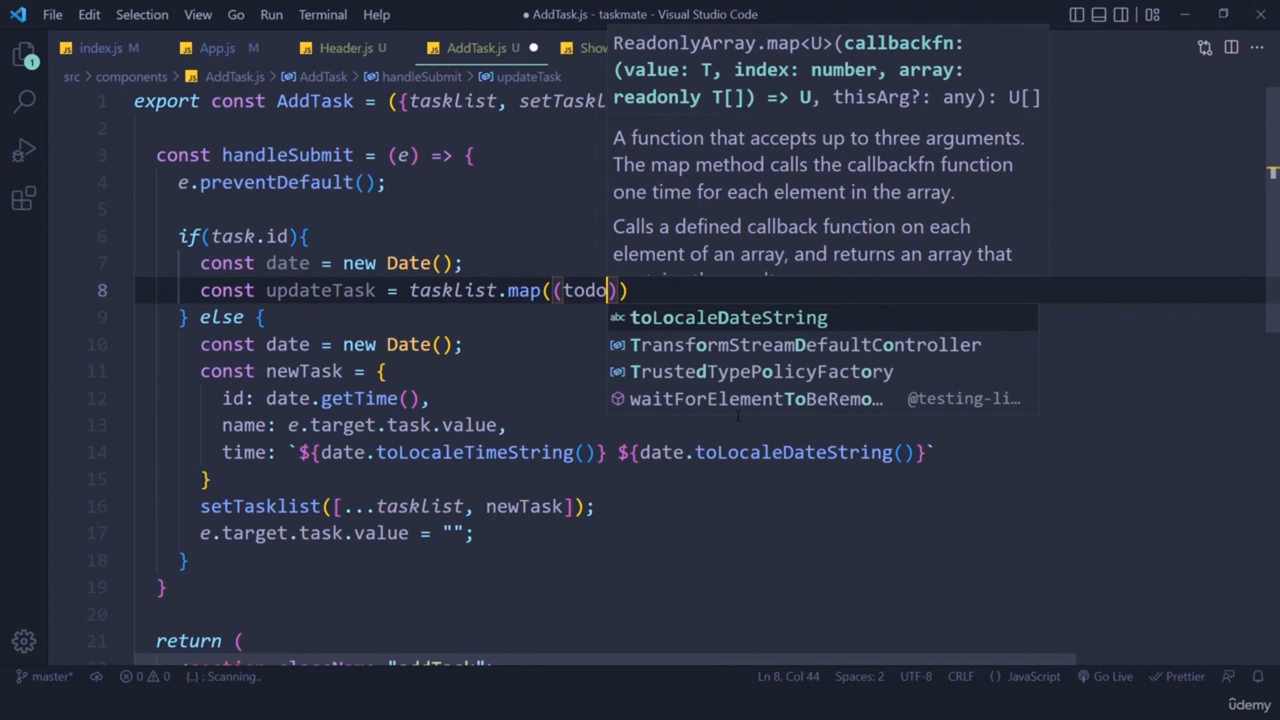 File Edit Selection View Go Run Terminal Help
● AddTask.js - taskmate - Visual Studio Code
index.js M App.js M Header.js U AddTask.js U ● Show
src > components > AddTask.js > AddTask > handleSubmit > updateTask
1 export const AddTask = ({tasklist, setTaskl
2
3 const handleSubmit = (e) => {
4 e.preventDefault();
5
6 if(task.id){
7 const date = new Date();
8 const updateTask = tasklist.map((todo))
9 } else {
10 const date = new Date();
11 const newTask = {
12 id: date.getTime(),
13 name: e.target.task.value,
14 time: `${date.toLocaleTimeString()} ${date.toLocaleDateString()}`
15 }
16 setTasklist([...tasklist, newTask]);
17 e.target.task.value = "";
18 }
19 }
20
21 return (
ReadonlyArray.map<U>(callbackfn:
(value: T, index: number, array:
readonly T[]) => U, thisArg?: any): U[]
A function that accepts up to three arguments.
The map method calls the callbackfn function
one time for each element in the array.
Calls a defined callback function on each
element of an array, and returns an array that
abc toLocaleDateString
TransformStreamDefaultController
TrustedTypePolicyFactory
waitForElementToBeRemo… @testing-li…
1
master* 0 0 {..} : Scanning.. Ln 8, Col 44 Spaces: 2 UTF-8 CRLF {} JavaScript Go Live Prettier
ûdemy